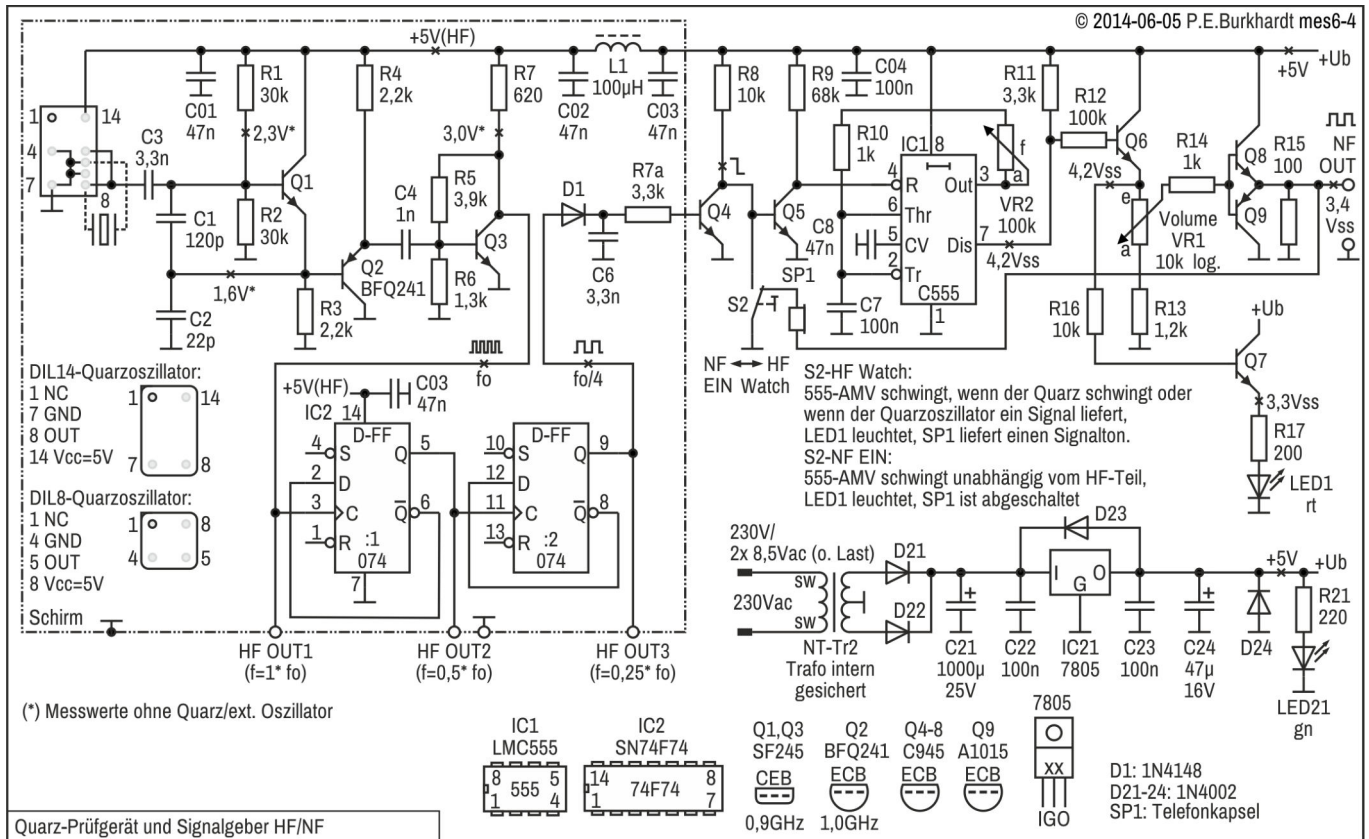 © 2014-06-05 P.E.Burkhardt mes6-4
+5V(HF)
+Ub
+5V
R1
30k
R4
2,2k
R7
620
L1
100µH
C01
47n
C02
47n
C03
47n
R8
10k
R9
68k
C04
100n
R11
3,3k
R12
100k
1
14
4
7
8
C3
3,3n
2,3V*
3,0V*
Q1
R5
3,9k
C4
1n
D1
R7a
3,3k
Q4
Q5
R10
1k
IC1
8
4
R
Out
3
f
a
6
Thr
VR2
100k
5
CV
Dis
7
2
Tr
4,2Vss
C555
1
C8
47n
C7
100n
Q6
4,2Vss
R14
1k
Q8
Q9
R15
100
NF
OUT
3,4
Vss
e
a
Volume
VR1
10k log.
C1
120p
R2
30k
Q2
BFQ241
Q3
R6
1,3k
C6
3,3n
SP1
S2
1,6V*
C2
22p
R3
2,2k
R16
10k
R13
1,2k
+Ub
Q7
3,3Vss
R17
200
LED1
rt
fo
fo/4
NF
HF
EIN
Watch
S2-HF Watch:
555-AMV schwingt, wenn der Quarz schwingt oder
wenn der Quarzoszillator ein Signal liefert,
LED1 leuchtet, SP1 liefert einen Signalton.
S2-NF EIN:
555-AMV schwingt unabhängig vom HF-Teil,
LED1 leuchtet, SP1 ist abgeschaltet
DIL14-Quarzoszillator:
1 NC
7 GND
8 OUT
14 Vcc=5V
1
14
7
8
DIL8-Quarzoszillator:
1 NC
4 GND
5 OUT
8 Vcc=5V
1
8
4
5
Schirm
+5V(HF)
C03
47n
IC2
14
D-FF
4
S
Q
5
2
D
3
C
Q
6
1
R
:1
074
7
D-FF
10
S
Q
9
12
D
11
C
Q
8
13
R
:2
074
HF OUT1
(f=1* fo)
HF OUT2
(f=0,5* fo)
HF OUT3
(f=0,25* fo)
230V/
2x 8,5Vac (o. Last)
sw
230Vac
sw
NT-Tr2
Trafo intern
gesichert
D21
D22
D23
I
O
G
+5V
+Ub
R21
220
C21
1000µ
25V
C22
100n
IC21
7805
C23
100n
C24
47µ
16V
D24
LED21
gn
(*) Messwerte ohne Quarz/ext. Oszillator
IC1
LMC555
8
5
555
1
4
IC2
SN74F74
14
8
74F74
1
7
Q1,Q3
SF245
CEB
0,9GHz
Q2
BFQ241
ECB
1,0GHz
Q4-8
C945
ECB
Q9
A1015
ECB
7805
XX
IGO
D1: 1N4148
D21-24: 1N4002
SP1: Telefonkapsel
Quarz-Prüfgerät und Signalgeber HF/NF